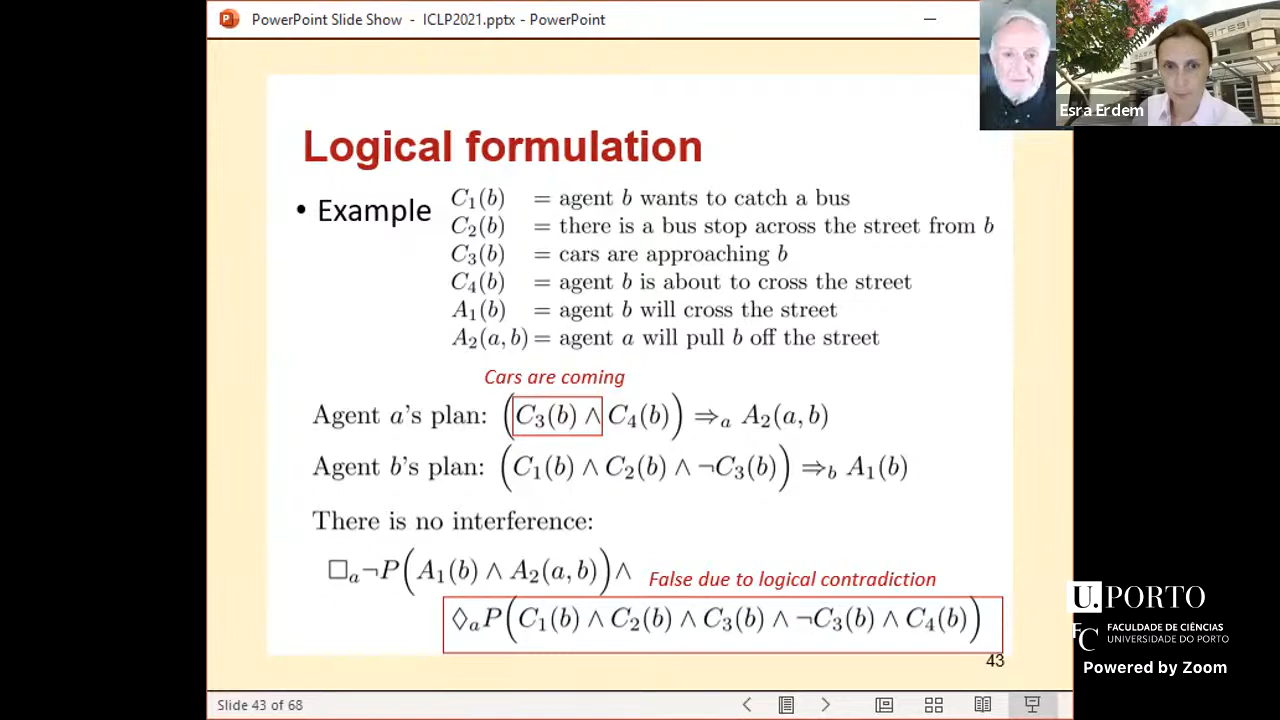 PowerPoint Slide Show - ICLP2021.pptx - PowerPoint
Esra Erdem
Logical formulation
• Example
C₁(b) = agent b wants to catch a bus
C₂(b) = there is a bus stop across the street from b
C₃(b) = cars are approaching b
C₄(b) = agent b is about to cross the street
A₁(b) = agent b will cross the street
A₂(a, b) = agent a will pull b off the street
Cars are coming
Agent a's plan: (C₃(b) ∧ C₄(b)) ⇒ₐ A₂(a, b)
Agent b's plan: (C₁(b) ∧ C₂(b) ∧ ¬C₃(b)) ⇒_b A₁(b)
There is no interference:
□ₐ¬P(A₁(b) ∧ A₂(a, b)) ∧
False due to logical contradiction
◊ₐP(C₁(b) ∧ C₂(b) ∧ C₃(b) ∧ ¬C₃(b) ∧ C₄(b))
43
U.PORTO
FC FACULDADE DE CIÊNCIAS
UNIVERSIDADE DO PORTO
Powered by Zoom
Slide 43 of 68